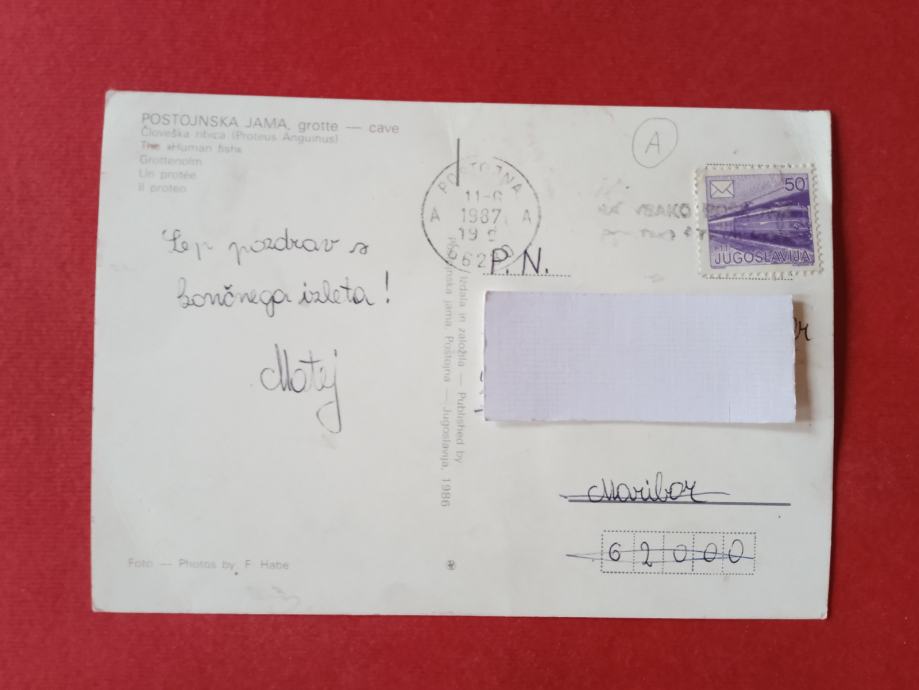 POSTOJNSKA JAMA, grotte — cave
Človeška ribica (Proteus Anguinus)
The »Human fish«
Grottenolm
Un protée
Il proteo
Lep pozdrav s
končnega izleta!
Matej
Foto — Photos by F. Habe
Izdala in založila — Published by
Postojnska jama, Postojna — Jugoslavija, 1986
A
POSTOJNA
11-6
1987
19
A A
VSAKO
50
JUGOSLAVIJA
P. N.
Maribor
62000